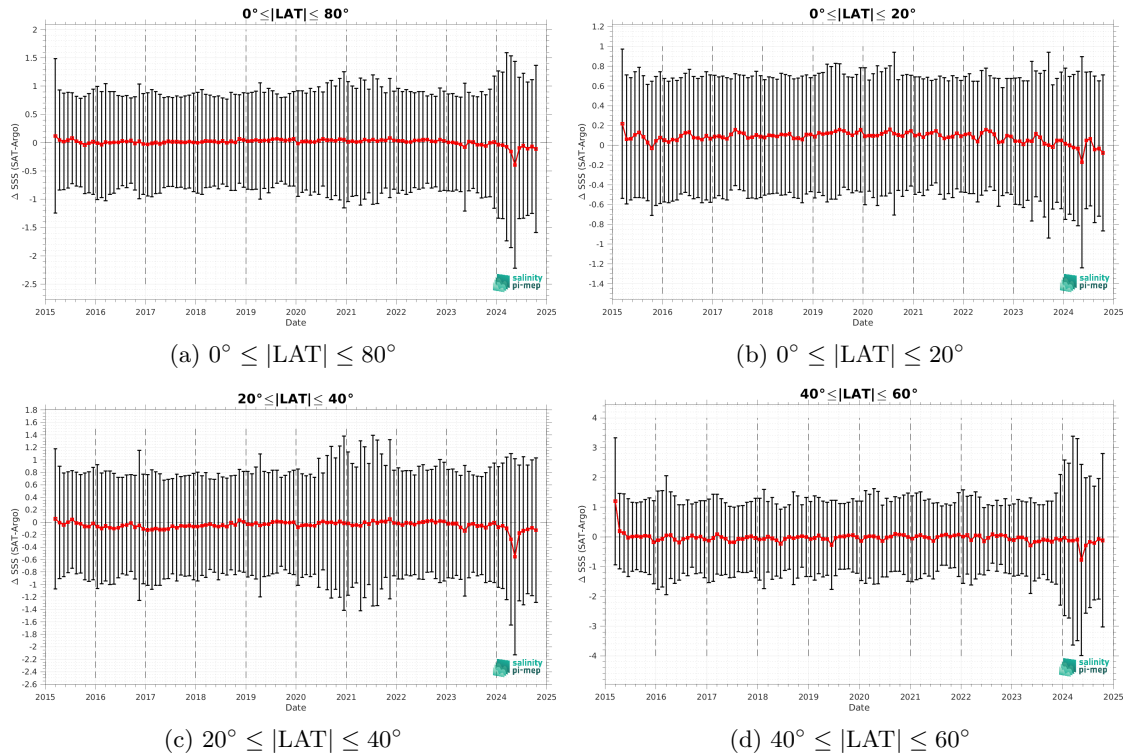 0°≤|LAT|≤ 80°
Δ SSS (SAT-Argo)
2
1.5
1
0.5
0
-0.5
-1
-1.5
-2
-2.5
salinity
pi-mep
2015 2016 2017 2018 2019 2020 2021 2022 2023 2024 2025
Date
(a) 0° ≤ |LAT| ≤ 80°
0°≤|LAT|≤ 20°
Δ SSS (SAT-Argo)
1.2
1
0.8
0.6
0.4
0.2
0
-0.2
-0.4
-0.6
-0.8
-1
-1.2
-1.4
salinity
pi-mep
2015 2016 2017 2018 2019 2020 2021 2022 2023 2024 2025
Date
(b) 0° ≤ |LAT| ≤ 20°
20°≤|LAT|≤ 40°
Δ SSS (SAT-Argo)
1.8
1.6
1.4
1.2
1
0.8
0.6
0.4
0.2
0
-0.2
-0.4
-0.6
-0.8
-1
-1.2
-1.4
-1.6
-1.8
-2
-2.2
-2.4
-2.6
salinity
pi-mep
2015 2016 2017 2018 2019 2020 2021 2022 2023 2024 2025
Date
(c) 20° ≤ |LAT| ≤ 40°
40°≤|LAT|≤ 60°
Δ SSS (SAT-Argo)
4
3
2
1
0
-1
-2
-3
-4
salinity
pi-mep
2015 2016 2017 2018 2019 2020 2021 2022 2023 2024 2025
Date
(d) 40° ≤ |LAT| ≤ 60°